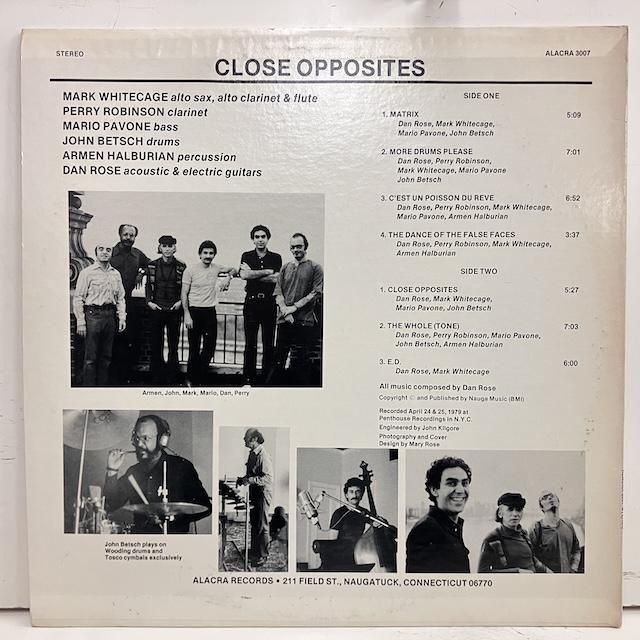 STEREO
ALACRA 3007
CLOSE OPPOSITES
MARK WHITECAGE alto sax, alto clarinet & flute
PERRY ROBINSON clarinet
MARIO PAVONE bass
JOHN BETSCH drums
ARMEN HALBURIAN percussion
DAN ROSE acoustic & electric guitars
Armen, John, Mark, Mario, Dan, Perry
John Betsch plays on
Wooding drums and
Tosco cymbals exclusively
SIDE ONE
1. MATRIX 5:09
Dan Rose, Mark Whitecage,
Mario Pavone, John Betsch
2. MORE DRUMS PLEASE 7:01
Dan Rose, Perry Robinson,
Mark Whitecage, Mario Pavone
John Betsch
3. C'EST UN POISSON DU REVE 6:52
Dan Rose, Perry Robinson, Mark Whitecage,
Mario Pavone, Armen Halburian
4. THE DANCE OF THE FALSE FACES 3:37
Dan Rose, Perry Robinson, Mark Whitecage,
Armen Halburian
SIDE TWO
1. CLOSE OPPOSITES 5:27
Dan Rose, Mark Whitecage,
Mario Pavone, John Betsch
2. THE WHOLE (TONE) 7:03
Dan Rose, Perry Robinson, Mario Pavone,
John Betsch, Armen Halburian
3. E.D. 6:00
Dan Rose, Mark Whitecage
All music composed by Dan Rose
Copyright © and Published by Nauga Music (BMI)
Recorded April 24 & 25, 1979 at
Penthouse Recordings in N.Y.C.
Engineered by John Kilgore
Photography and Cover
Design by Mary Rose
ALACRA RECORDS • 211 FIELD ST., NAUGATUCK, CONNECTICUT 06770